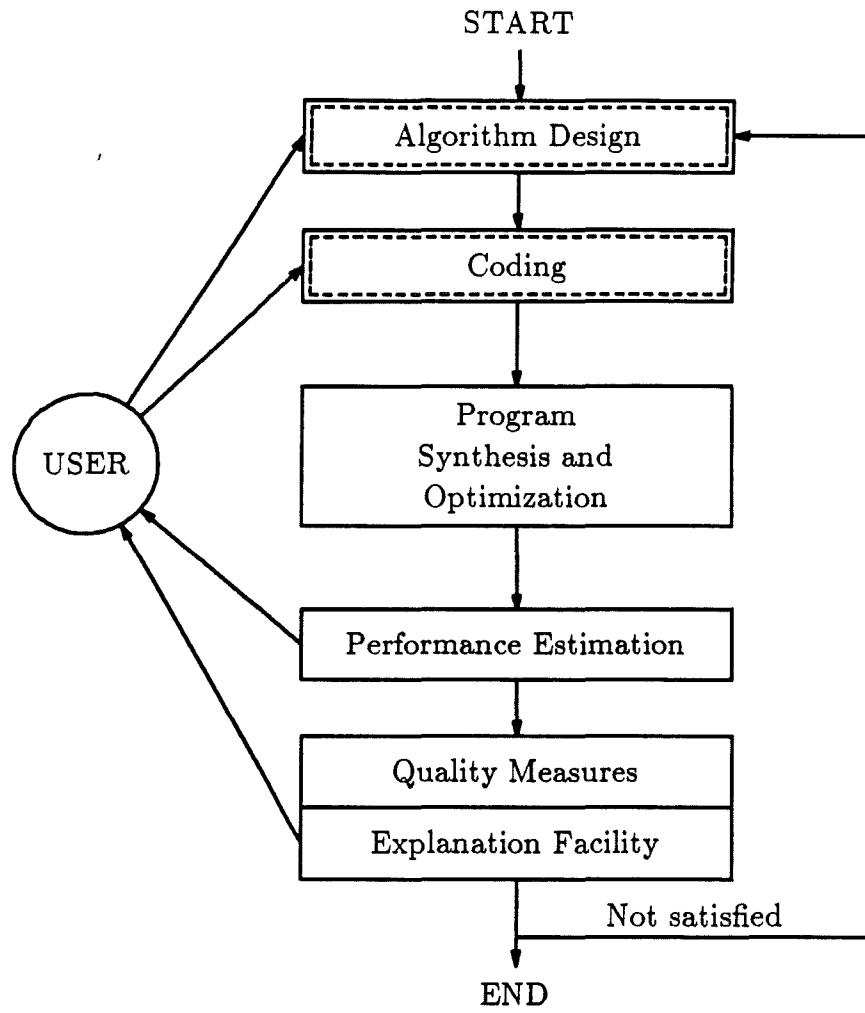 START
Algorithm Design
Coding
Program
Synthesis and
Optimization
USER
Performance Estimation
Quality Measures
Explanation Facility
Not satisfied
END